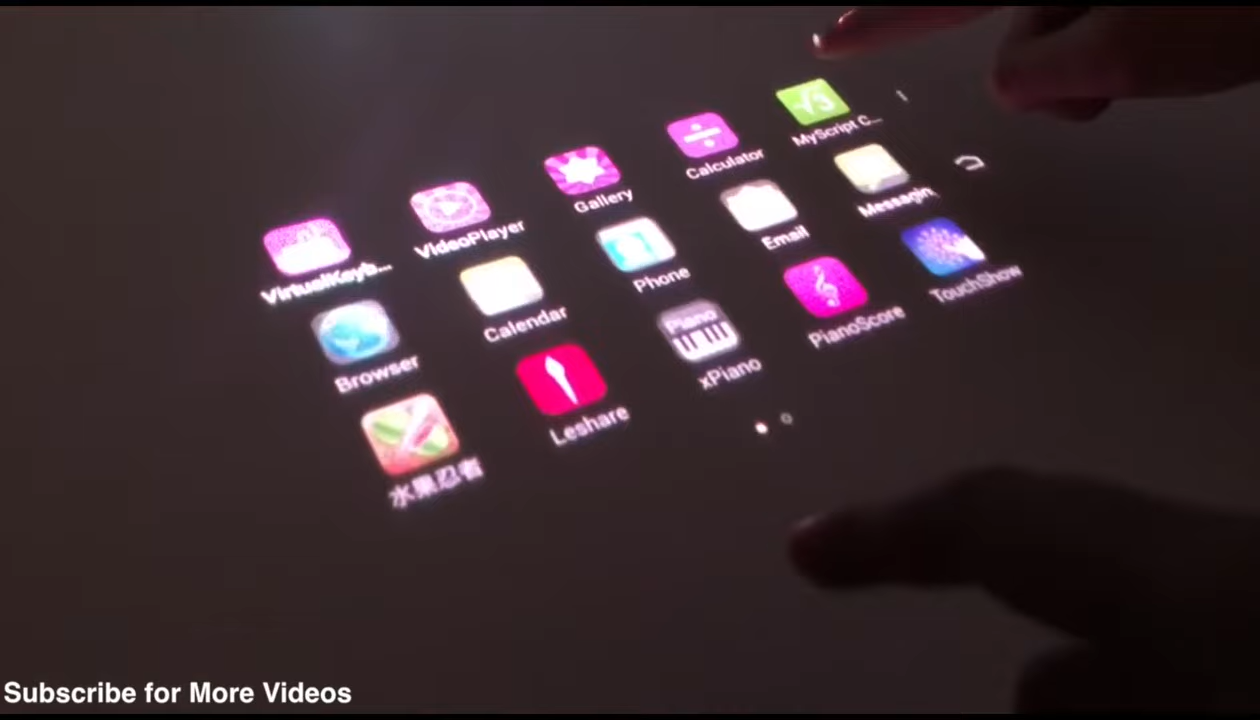 √3
MyScript C...
Calculator
Gallery
VideoPlayer
VirtualKeyb...
Messagin
Email
Phone
Calendar
Browser
TouchShow
PianoScore
Piano
xPiano
Leshare
水果忍者
Subscribe for More Videos